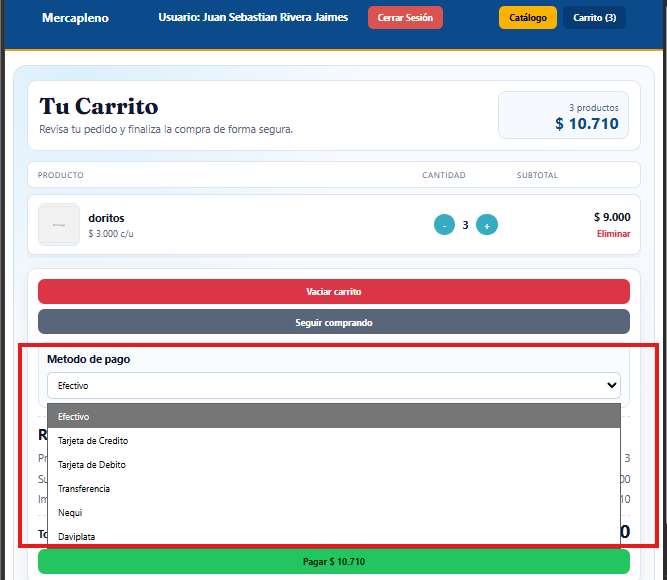 Mercapleno Usuario: Juan Sebastian Rivera Jaimes Cerrar Sesión Catálogo Carrito (3)
Tu Carrito
Revisa tu pedido y finaliza la compra de forma segura.
3 productos
$ 10.710
PRODUCTO CANTIDAD SUBTOTAL
doritos
$ 3.000 c/u
- 3 +
$ 9.000
Eliminar
Vaciar carrito
Seguir comprando
Metodo de pago
Efectivo
Efectivo
Tarjeta de Credito
Tarjeta de Debito
Transferencia
Nequi
Daviplata
R
Pr 3
Su 00
Im 10
To 0
Pagar $ 10.710